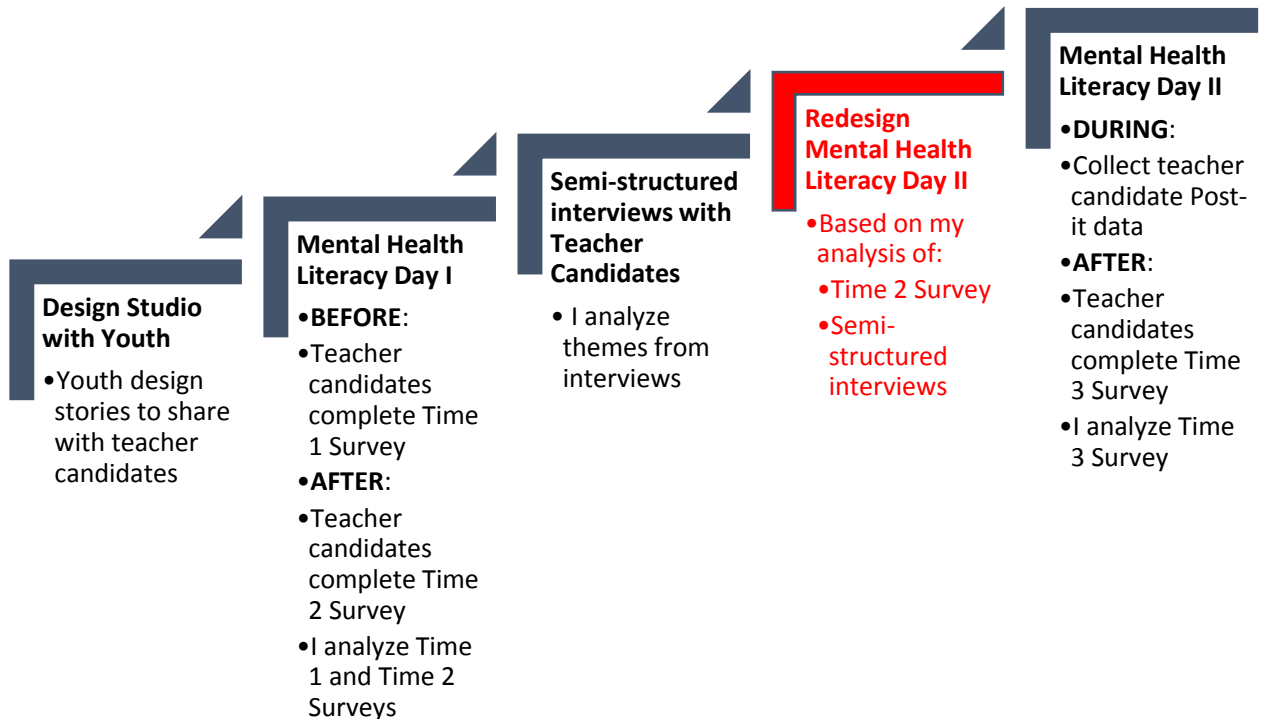 Design Studio
with Youth
•Youth design
stories to share
with teacher
candidates
Mental Health
Literacy Day I
•BEFORE:
•Teacher
candidates
complete Time
1 Survey
•AFTER:
•Teacher
candidates
complete Time
2 Survey
•I analyze Time
1 and Time 2
Surveys
Semi-structured
interviews with
Teacher
Candidates
• I analyze
themes from
interviews
Redesign
Mental Health
Literacy Day II
•Based on my
analysis of:
•Time 2 Survey
•Semi-
structured
interviews
Mental Health
Literacy Day II
•DURING:
•Collect teacher
candidate Post-
it data
•AFTER:
•Teacher
candidates
complete Time
3 Survey
•I analyze Time
3 Survey